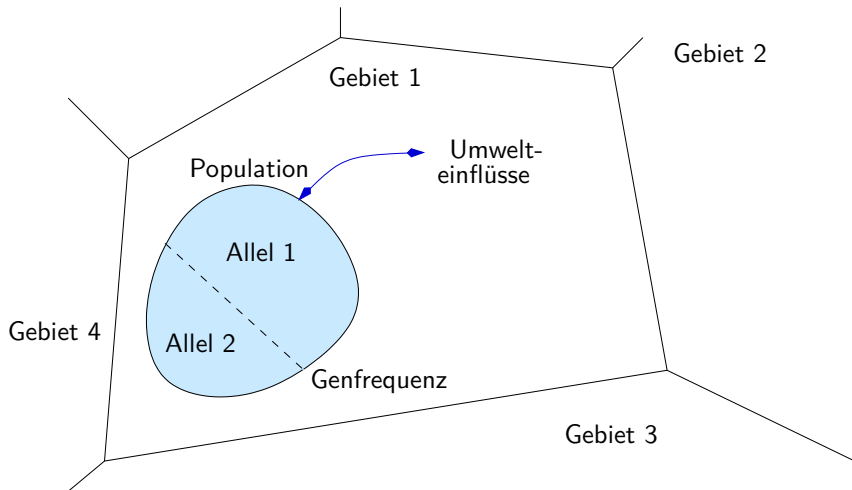 Gebiet 1
Gebiet 2
Population
Umwelt-
einflüsse
Allel 1
Allel 2
Gebiet 4
Genfrequenz
Gebiet 3